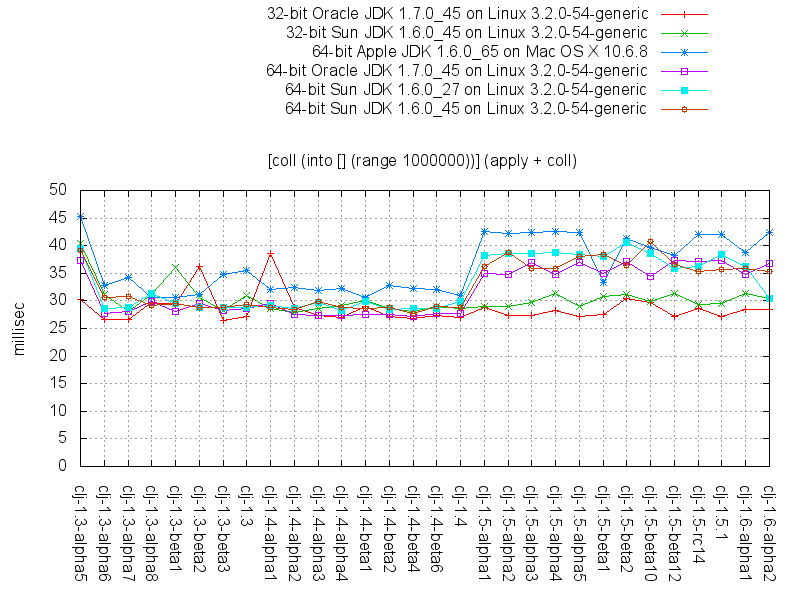 32-bit Oracle JDK 1.7.0_45 on Linux 3.2.0-54-generic
32-bit Sun JDK 1.6.0_45 on Linux 3.2.0-54-generic
64-bit Apple JDK 1.6.0_65 on Mac OS X 10.6.8
64-bit Oracle JDK 1.7.0_45 on Linux 3.2.0-54-generic
64-bit Sun JDK 1.6.0_27 on Linux 3.2.0-54-generic
64-bit Sun JDK 1.6.0_45 on Linux 3.2.0-54-generic
[coll (into [] (range 1000000))] (apply + coll)
millisec
50
45
40
35
30
25
20
15
10
5
0
clj-1.3-alpha5
clj-1.3-alpha6
clj-1.3-alpha7
clj-1.3-alpha8
clj-1.3-beta1
clj-1.3-beta2
clj-1.3-beta3
clj-1.3
clj-1.4-alpha1
clj-1.4-alpha2
clj-1.4-alpha3
clj-1.4-alpha4
clj-1.4-beta1
clj-1.4-beta2
clj-1.4-beta4
clj-1.4-beta6
clj-1.4
clj-1.5-alpha1
clj-1.5-alpha2
clj-1.5-alpha3
clj-1.5-alpha4
clj-1.5-alpha5
clj-1.5-beta1
clj-1.5-beta2
clj-1.5-beta10
clj-1.5-beta12
clj-1.5-rc14
clj-1.5.1
clj-1.6-alpha1
clj-1.6-alpha2